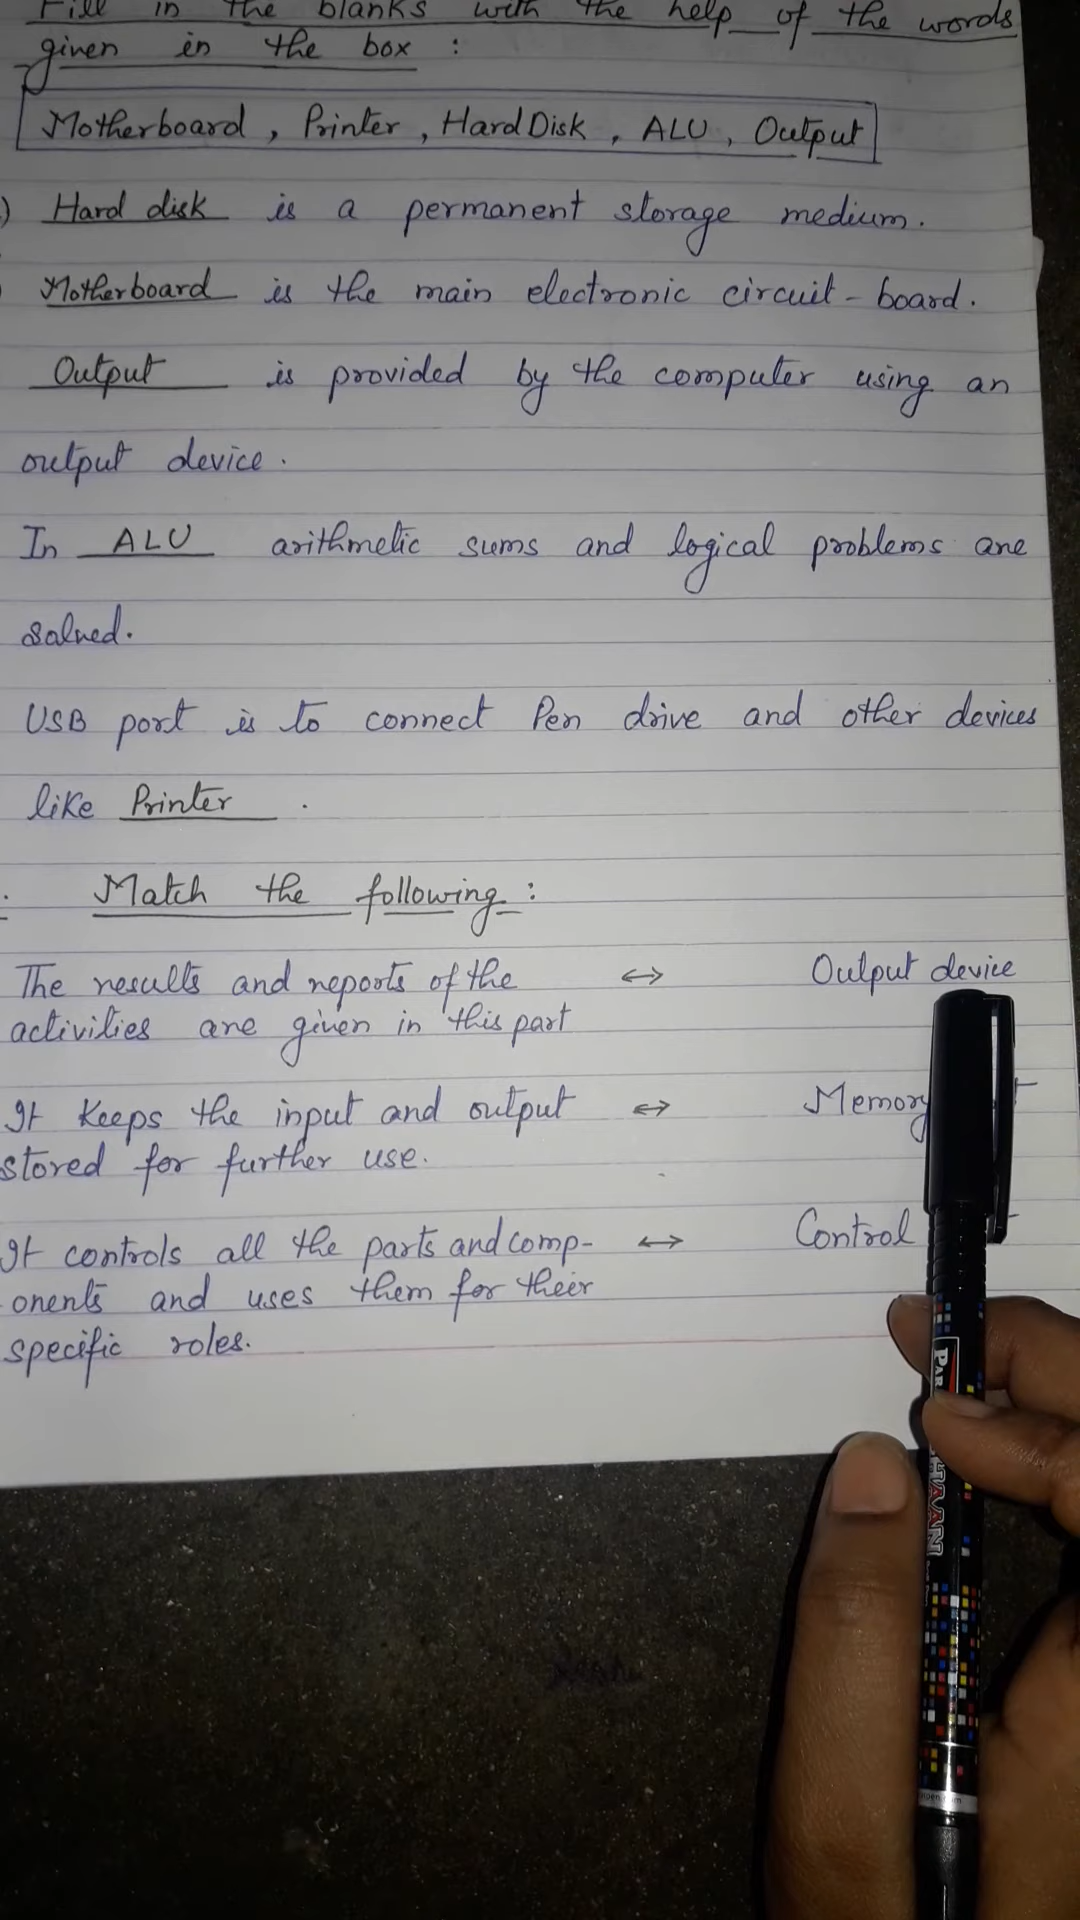 Fill in the blanks with the help of the words
given in the box :
Motherboard , Printer , Hard Disk , ALU , Output
) Hard disk is a permanent storage medium.
Motherboard is the main electronic circuit - board.
Output is provided by the computer using an
output device .
In ALU arithmetic sums and logical problems are
solved.
USB port is to connect Pen drive and other devices
like Printer .
Match the following :
The results and reports of the ↔ Output device
activities are given in this part
It keeps the input and output ↔ Memory
stored for further use.
It controls all the parts and comp- ↔ Control
onents and uses them for their
specific roles.